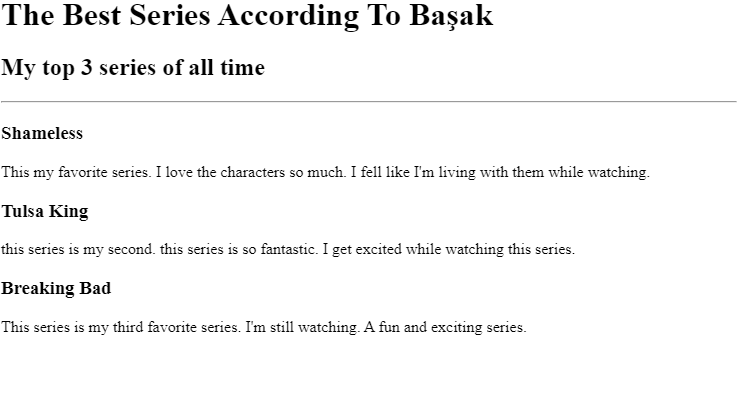 The Best Series According To Başak
My top 3 series of all time
Shameless
This my favorite series. I love the characters so much. I fell like I'm living with them while watching.
Tulsa King
this series is my second. this series is so fantastic. I get excited while watching this series.
Breaking Bad
This series is my third favorite series. I'm still watching. A fun and exciting series.